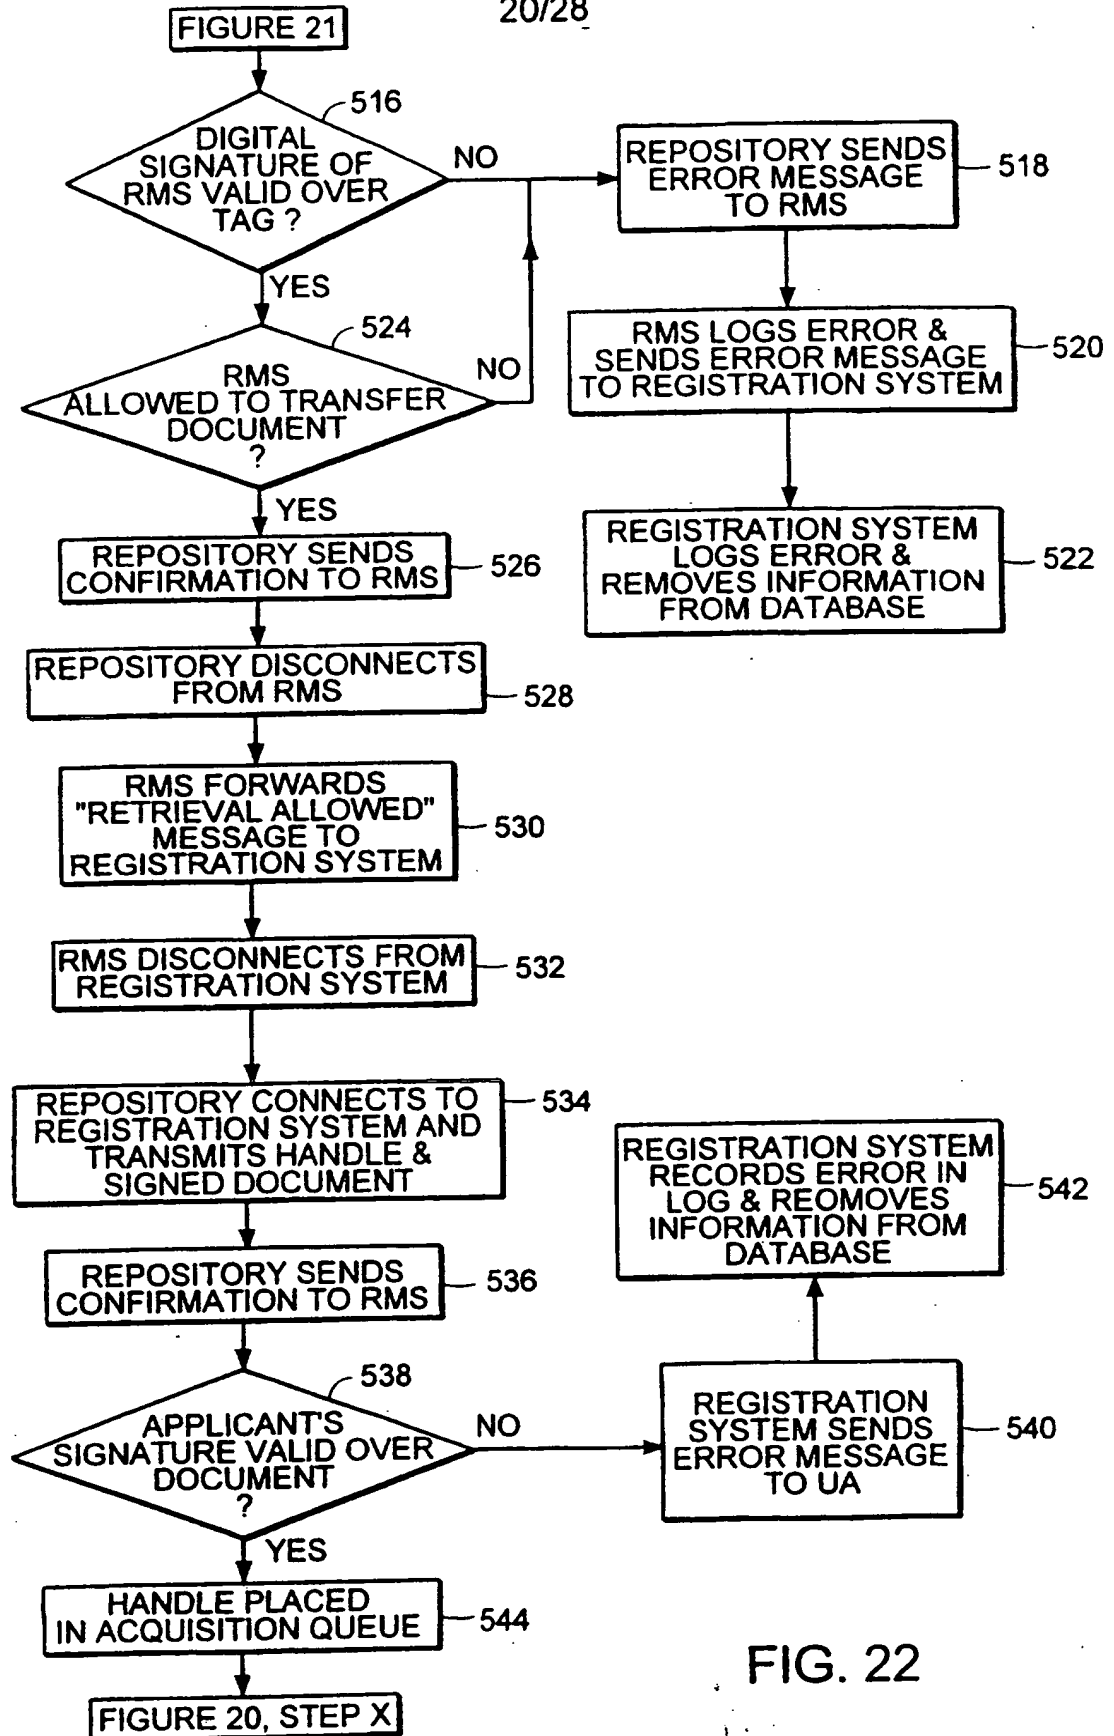 20/28
FIGURE 21
516
DIGITAL
SIGNATURE OF
RMS VALID OVER
TAG ?
NO
YES
REPOSITORY SENDS
ERROR MESSAGE
TO RMS
518
524
RMS
ALLOWED TO TRANSFER
DOCUMENT
?
NO
YES
RMS LOGS ERROR &
SENDS ERROR MESSAGE
TO REGISTRATION SYSTEM
520
REGISTRATION SYSTEM
LOGS ERROR &
REMOVES INFORMATION
FROM DATABASE
522
REPOSITORY SENDS
CONFIRMATION TO RMS
526
REPOSITORY DISCONNECTS
FROM RMS
528
RMS FORWARDS
"RETRIEVAL ALLOWED"
MESSAGE TO
REGISTRATION SYSTEM
530
RMS DISCONNECTS FROM
REGISTRATION SYSTEM
532
REPOSITORY CONNECTS TO
REGISTRATION SYSTEM AND
TRANSMITS HANDLE &
SIGNED DOCUMENT
534
REPOSITORY SENDS
CONFIRMATION TO RMS
536
538
APPLICANT'S
SIGNATURE VALID OVER
DOCUMENT
?
NO
YES
REGISTRATION
SYSTEM SENDS
ERROR MESSAGE
TO UA
540
REGISTRATION SYSTEM
RECORDS ERROR IN
LOG & REOMOVES
INFORMATION FROM
DATABASE
542
HANDLE PLACED
IN ACQUISITION QUEUE
544
FIGURE 20, STEP X
FIG. 22